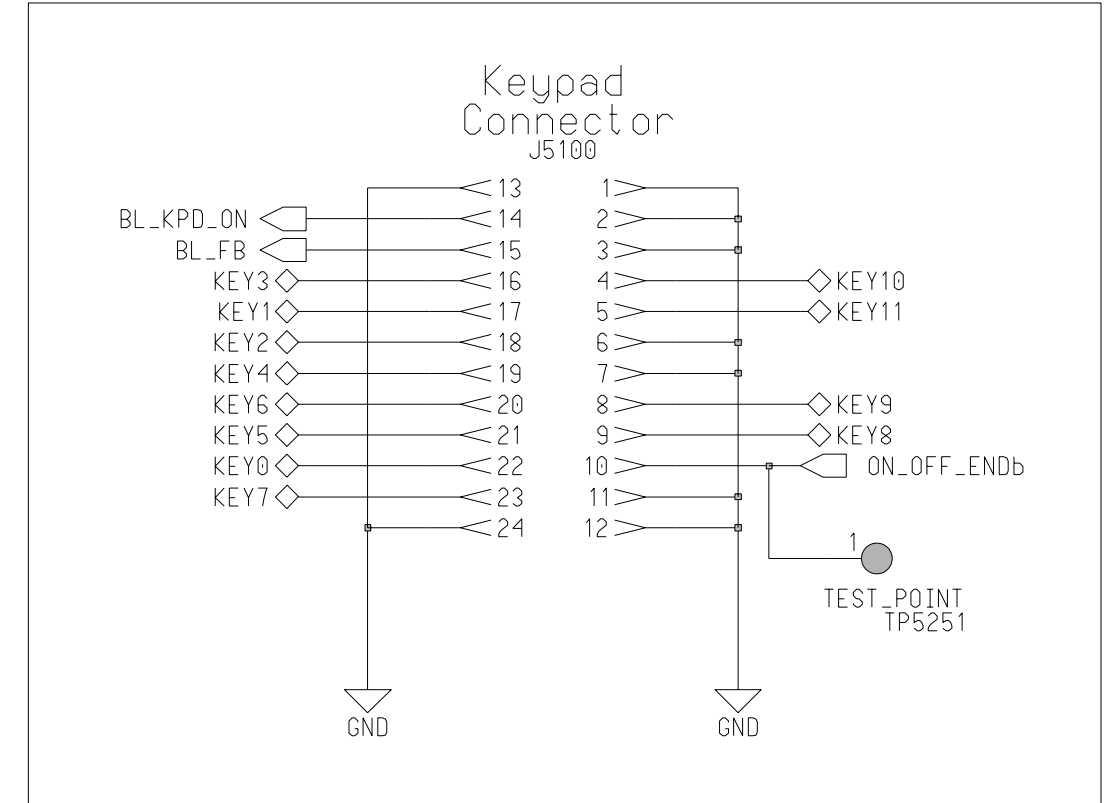 Keypad
Connector
J5100
13 1
BL_KPD_ON 14 2
BL_FB 15 3
KEY3 16 4 KEY10
KEY1 17 5 KEY11
KEY2 18 6
KEY4 19 7
KEY6 20 8 KEY9
KEY5 21 9 KEY8
KEY0 22 10 ON_OFF_ENDb
KEY7 23 11
24 12
1
TEST_POINT
TP5251
GND GND